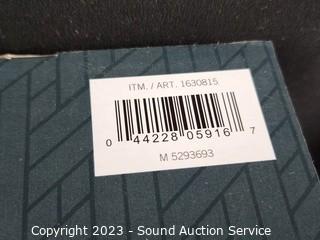 ITM. / ART. 1630815
0 44228 05916 7
M 5293693
Copyright 2023 - Sound Auction Service